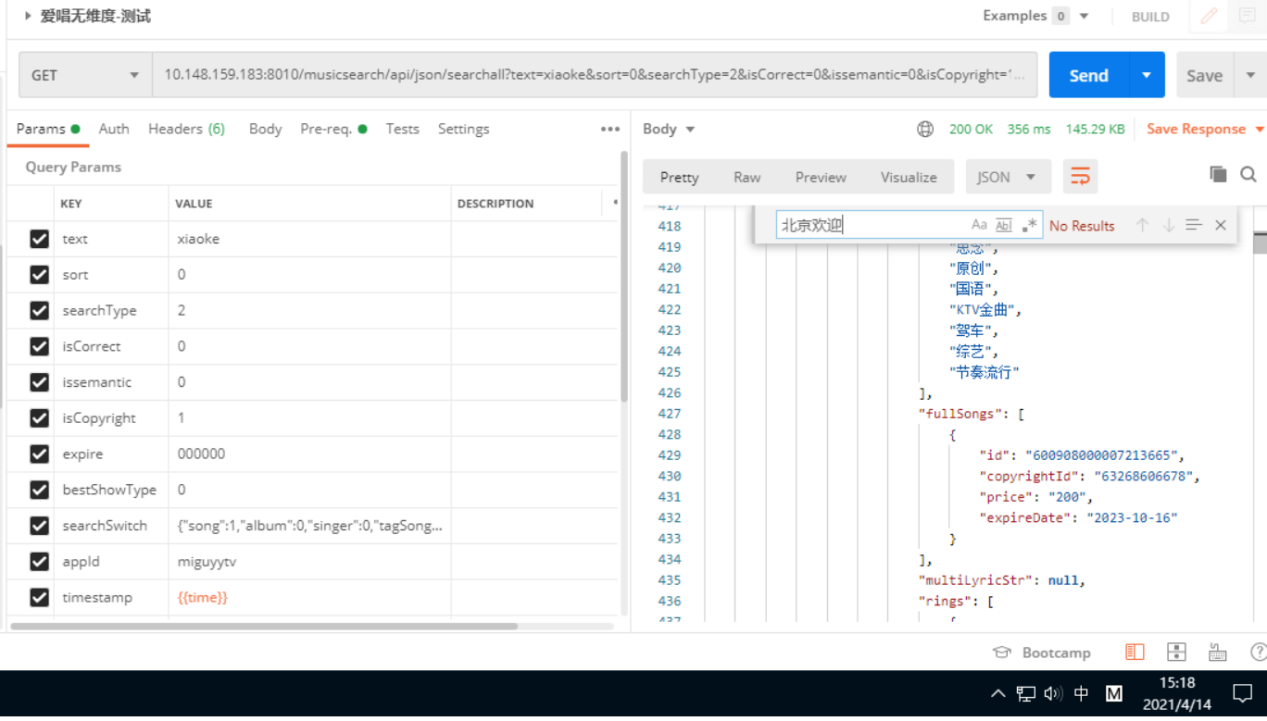 爱唱无维度-测试
Examples 0
BUILD
GET
10.148.159.183:8010/musicsearch/api/json/searchall?text=xiaoke&sort=0&searchType=2&isCorrect=0&issemantic=0&isCopyright=1...
Send
Save
Params
Auth
Headers (6)
Body
Pre-req.
Tests
Settings
Body
200 OK
356 ms
145.29 KB
Save Response
Query Params
Pretty
Raw
Preview
Visualize
JSON
KEY
VALUE
DESCRIPTION
text
xiaoke
sort
0
searchType
2
isCorrect
0
issemantic
0
isCopyright
1
expire
000000
bestShowType
0
searchSwitch
{"song":1,"album":0,"singer":0,"tagSong...
appId
miguyytv
timestamp
{{time}}
北京欢迎
Aa
Abl
.*
No Results
417
418
419 "思念",
420 "原创",
421 "国语",
422 "KTV金曲",
423 "驾车",
424 "综艺",
425 "节奏流行"
426 ],
427 "fullSongs": [
428 {
429 "id": "600908000007213665",
430 "copyrightId": "63268606678",
431 "price": "200",
432 "expireDate": "2023-10-16"
433 }
434 ],
435 "multiLyricStr": null,
436 "rings": [
437 {
Bootcamp
中
M
15:18
2021/4/14